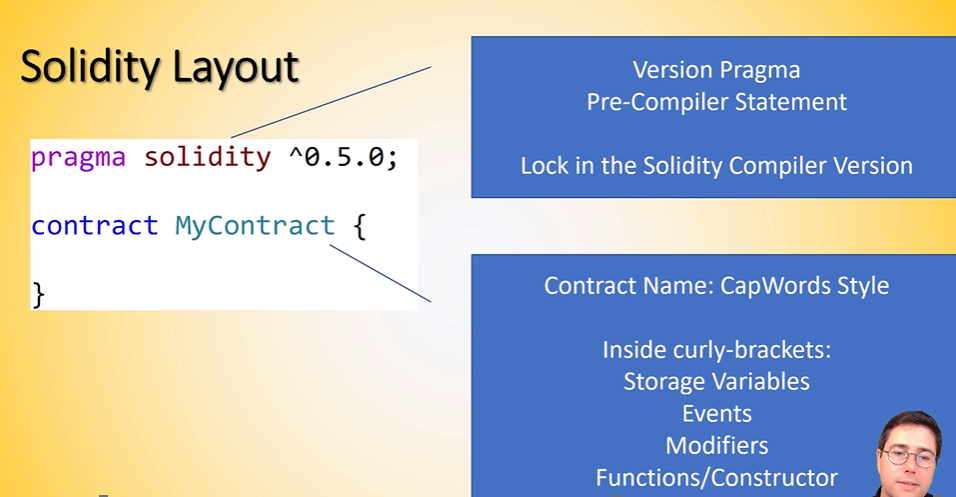 Solidity Layout
pragma solidity ^0.5.0;
contract MyContract {
}
Version Pragma
Pre-Compiler Statement
Lock in the Solidity Compiler Version
Contract Name: CapWords Style
Inside curly-brackets:
Storage Variables
Events
Modifiers
Functions/Constructor